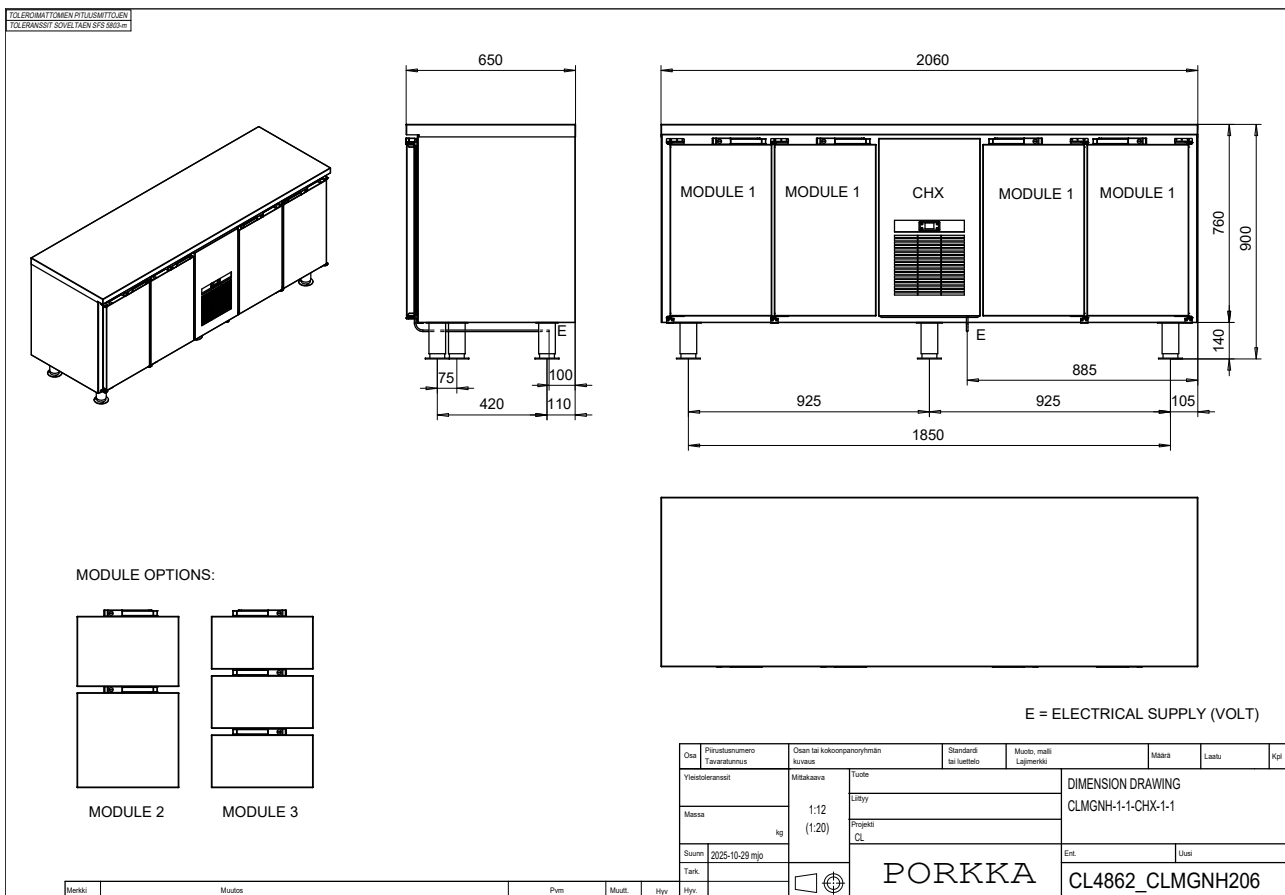 TOLEROIMATTOMIEN PITUUSMITTOJEN
TOLERANSSIT SOVELTAEN SFS 5803-m
650
2060
MODULE 1
MODULE 1
CHX
MODULE 1
MODULE 1
760
900
140
E
E
75
100
420
110
885
925
925
105
1850
MODULE OPTIONS:
MODULE 2
MODULE 3
E = ELECTRICAL SUPPLY (VOLT)
Osa
Piirustusnumero
Tavaratunnus
Osan tai kokoonpanoryhmän
kuvaus
Standardi
tai luettelo
Muoto, malli
Lajimerkki
Määrä
Laatu
Kpl
Yleistoleranssit
Mittakaava
Tuote
DIMENSION DRAWING
CLMGNH-1-1-CHX-1-1
1:12
(1:20)
Liittyy
Massa
kg
Projekti
CL
Suunn
2025-10-29 mjo
PORKKA
Ent.
Uusi
Tark.
CL4862_CLMGNH206
Merkki
Muutos
Pvm
Muutt.
Hyv
Hyv.